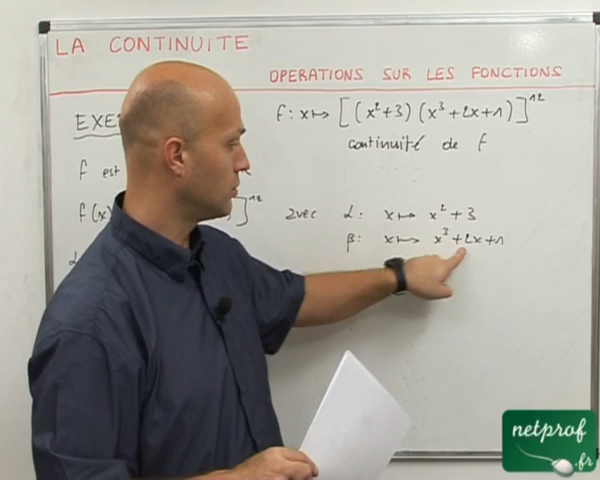 LA CONTINUITE
OPERATIONS SUR LES FONCTIONS
f: x ↦ [(x²+3)(x³+2x+1)]¹²
continuité de f
f est
f(x) ]¹²
avec α: x ↦ x²+3
β: x ↦ x³+2x+1
netprof
.fr